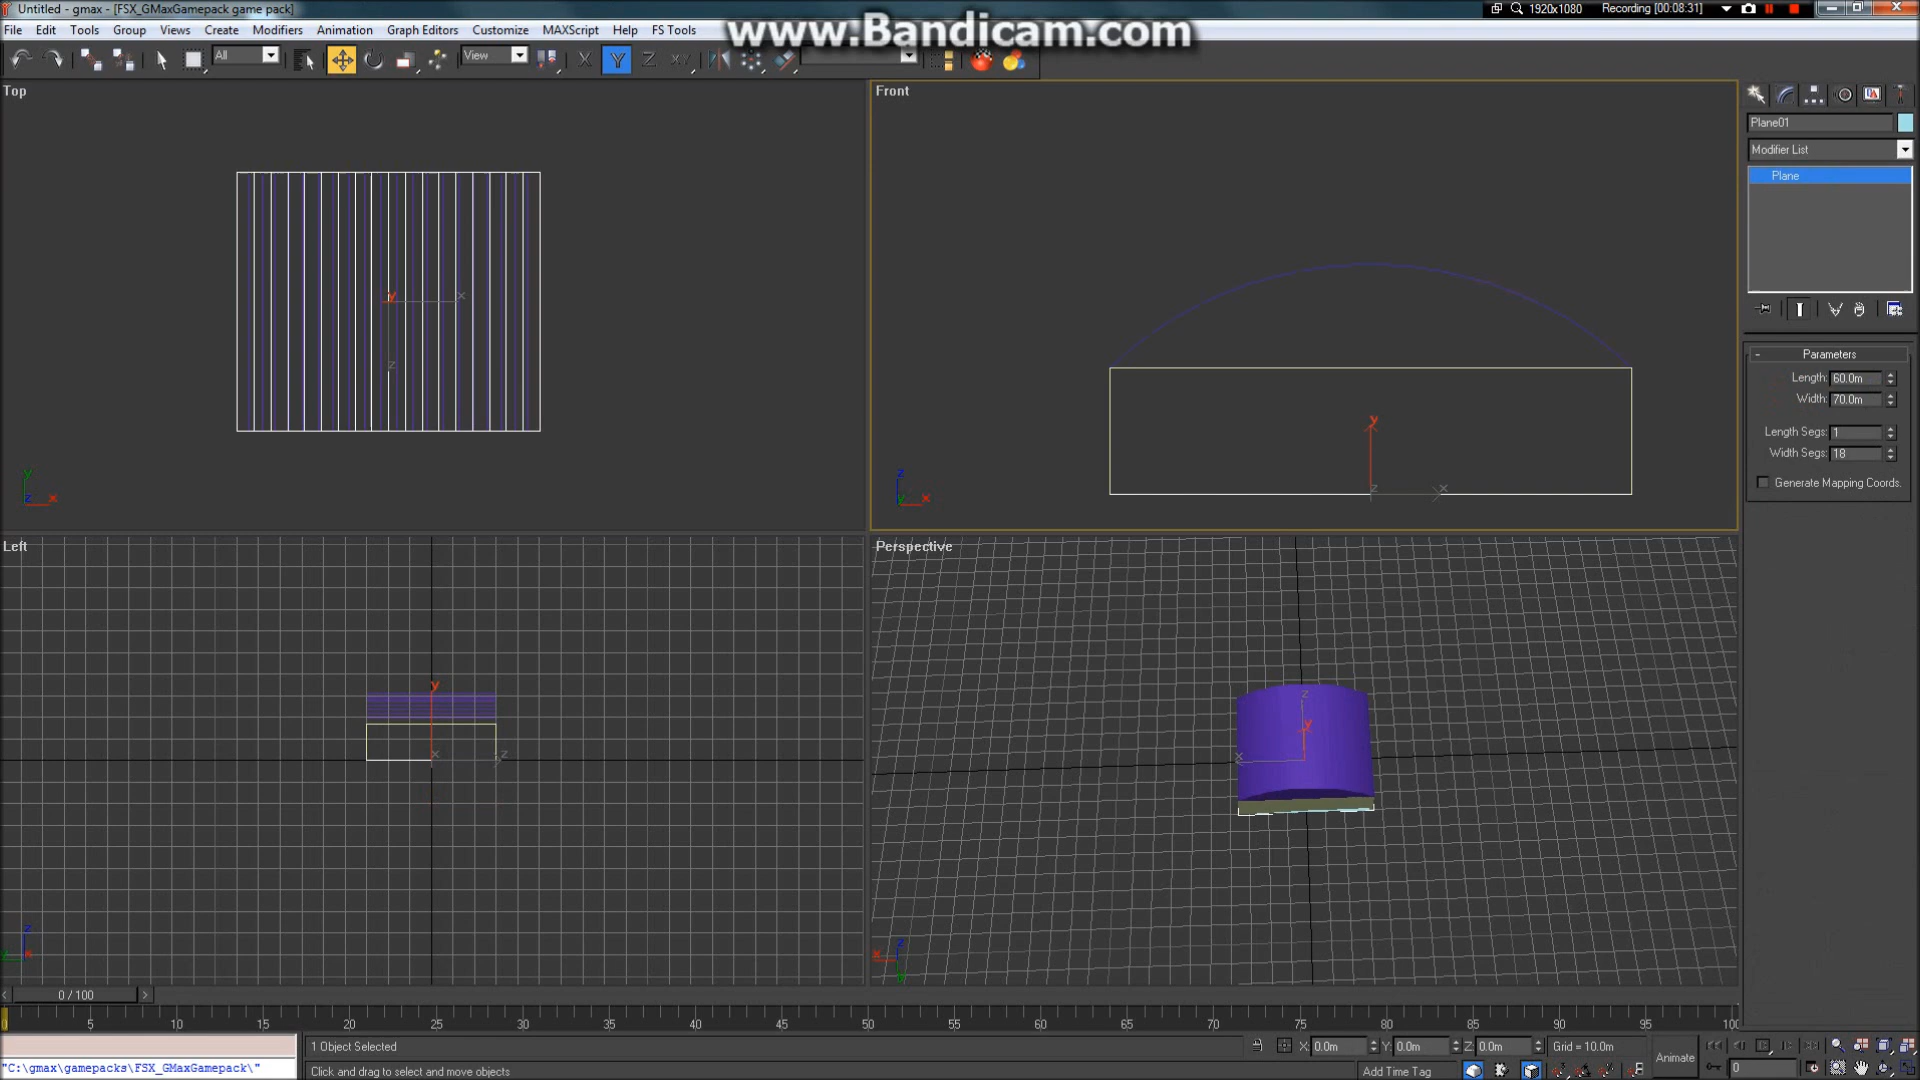 Untitled - gmax - [FSX_GMaxGamepack game pack]
1920x1080
Recording [00:08:31]
File Edit Tools Group Views Create Modifiers Animation Graph Editors Customize MAXScript Help FS Tools
www.Bandicam.com
All
View
X Y Z XY
Top
Front
Plane01
Modifier List
Plane
Parameters
Length: 60.0m
Width: 70.0m
Length Segs: 1
Width Segs: 18
Generate Mapping Coords.
y x
z
y
z x
y
z x
z
y x
Left
Perspective
y
x z
z
y
x
z
y x
x z
y
0 / 100
0 5 10 15 20 25 30 35 40 45 50 55 60 65 70 75 80 85 90 95 100
1 Object Selected
X: 0.0m Y: 0.0m Z: 0.0m
Grid = 10.0m
Animate
"C:\gmax\gamepacks\FSX_GMaxGamepack\"
Click and drag to select and move objects
Add Time Tag
0